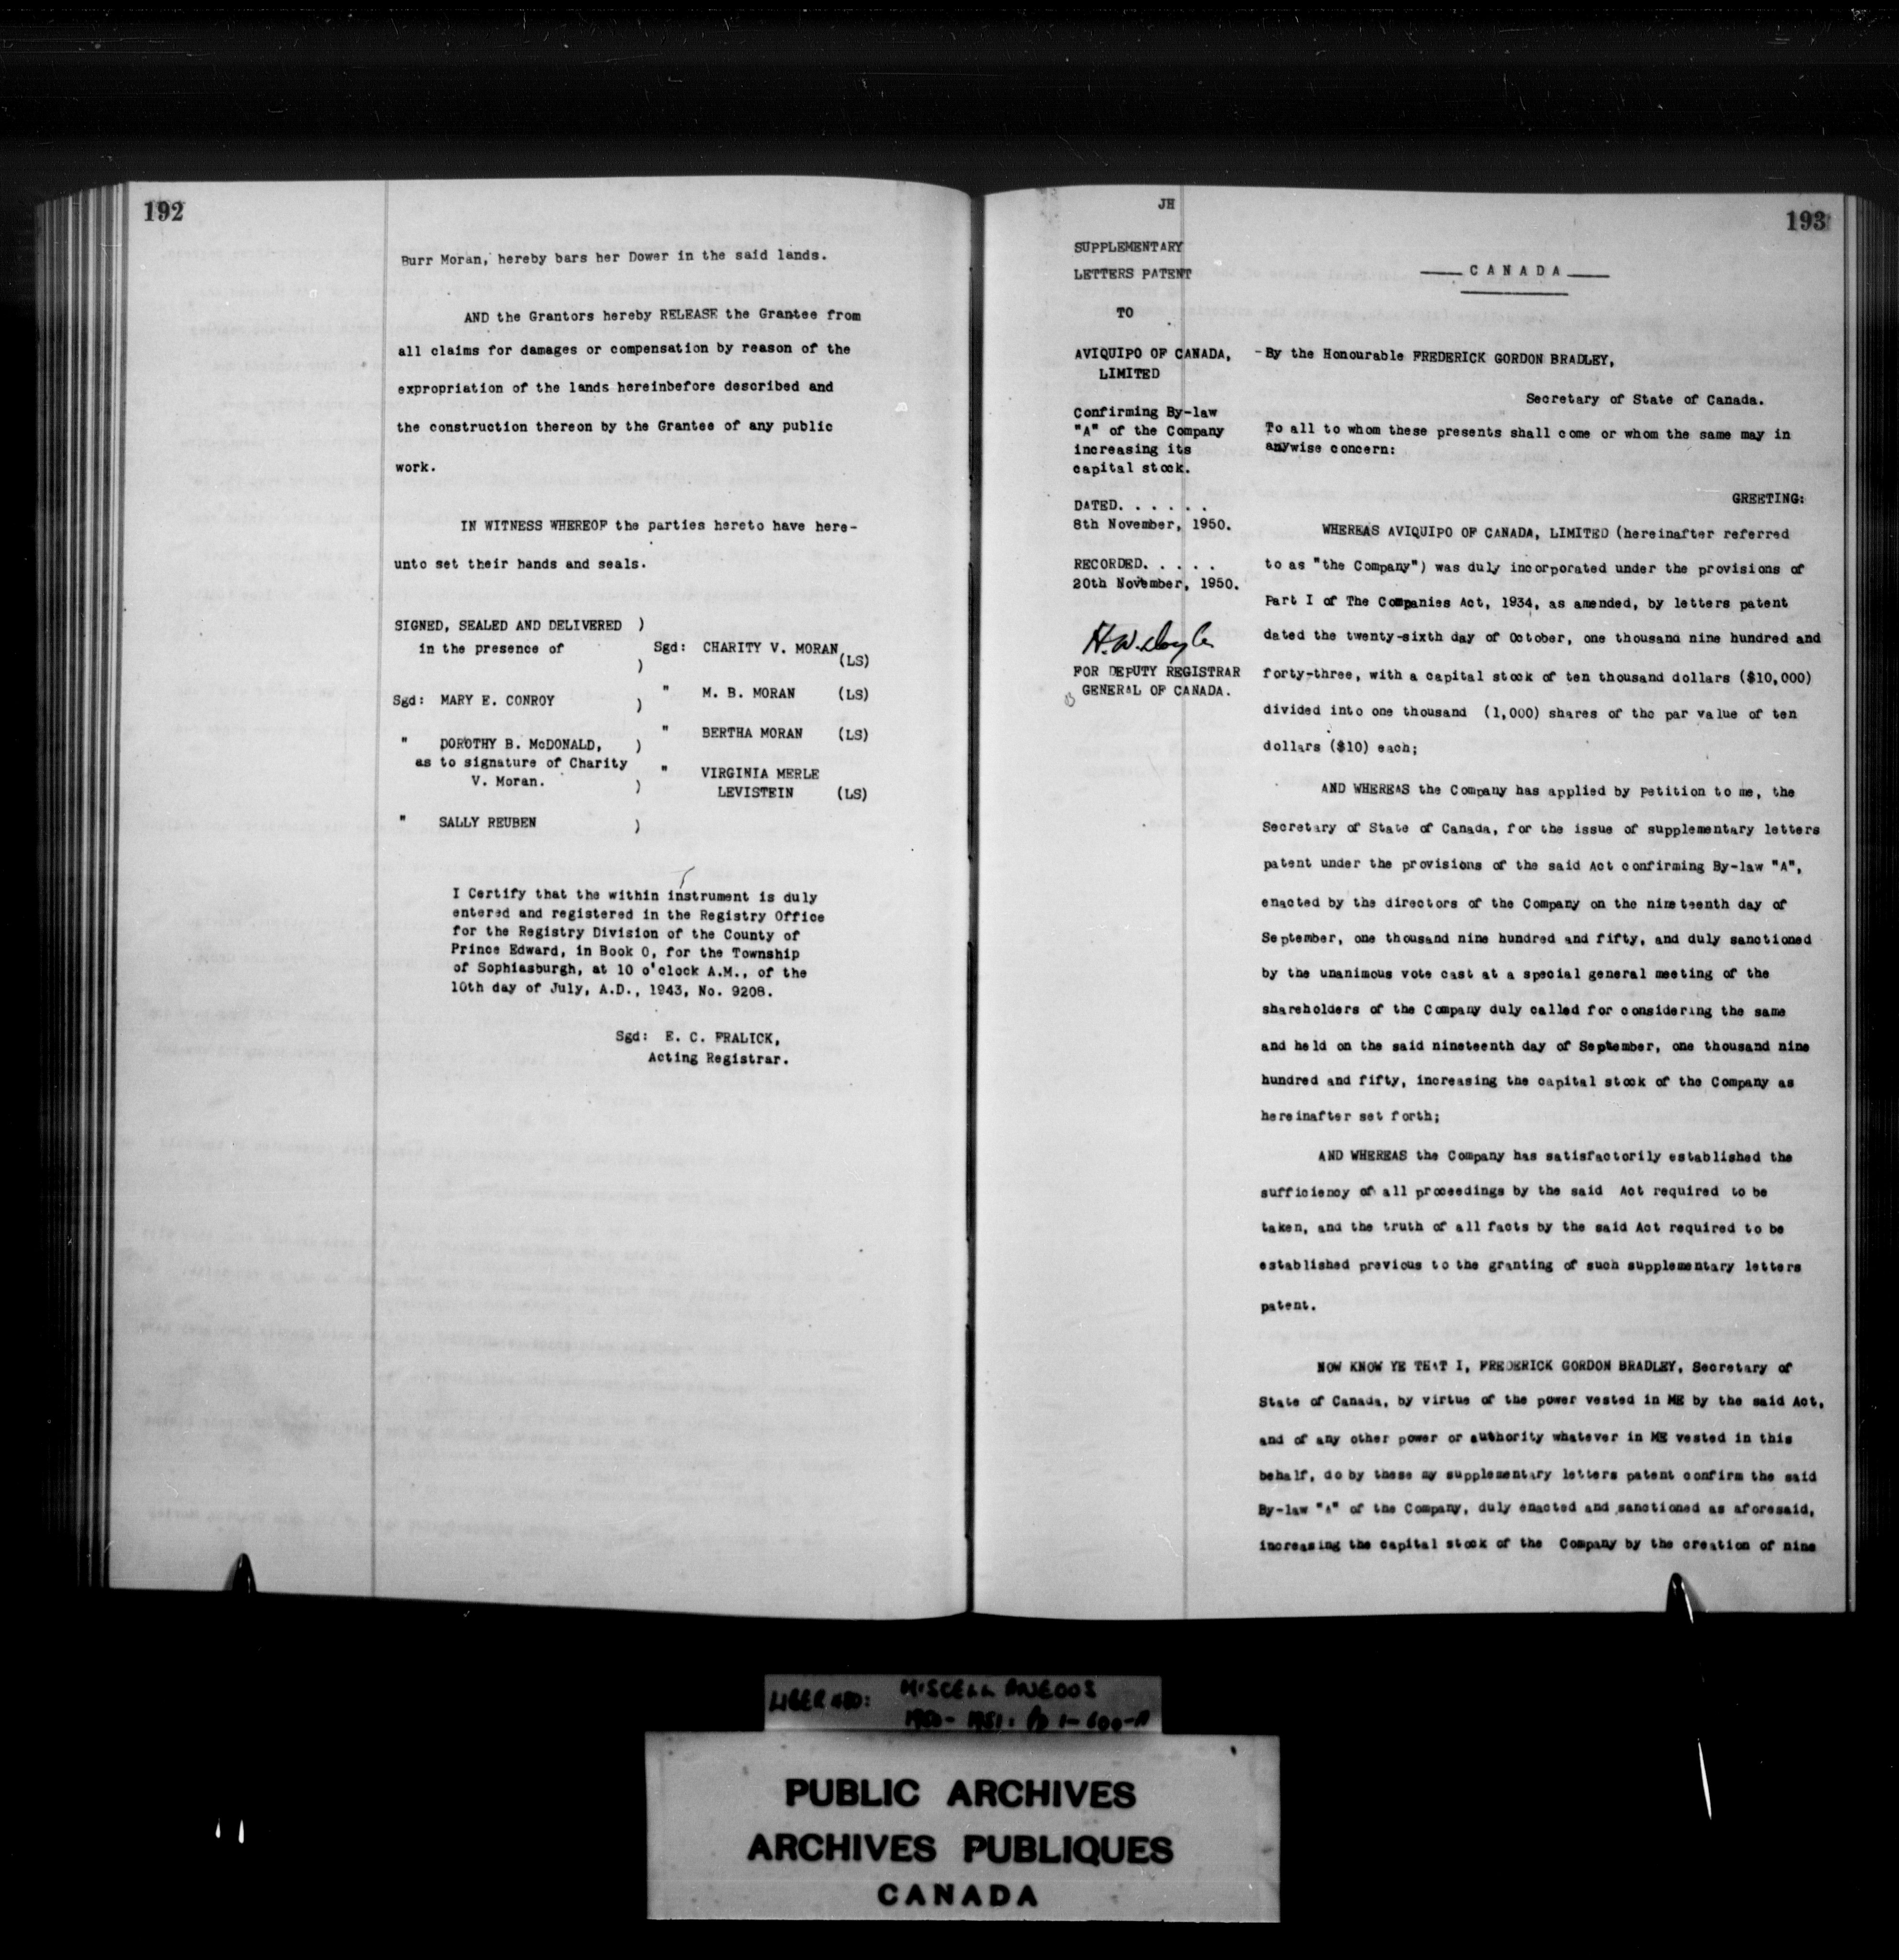 192
Burr Moran, hereby bars her Dower in the said lands.
AND the Grantors hereby RELEASE the Grantee from
all claims for damages or compensation by reason of the
expropriation of the lands hereinbefore described and
the construction thereon by the Grantee of any public
work.
IN WITNESS WHEREOF the parties hereto have here-
unto set their hands and seals.
SIGNED, SEALED AND DELIVERED )
in the presence of Sgd: CHARITY V. MORAN
) (LS)
" M. B. MORAN (LS)
Sgd: MARY E. CONROY )
" BERTHA MORAN (LS)
" DOROTHY B. McDONALD, )
as to signature of Charity " VIRGINIA MERLE
V. Moran. ) LEVISTEIN (LS)
" SALLY REUBEN )
I Certify that the within instrument is duly
entered and registered in the Registry Office
for the Registry Division of the County of
Prince Edward, in Book O, for the Township
of Sophiasburgh, at 10 o'clock A.M., of the
10th day of July, A.D., 1943, No. 9208.
Sgd: E. C. FRALICK,
Acting Registrar.
193
JH
SUPPLEMENTARY
LETTERS PATENT
TO
AVIQUIPO OF CANADA,
LIMITED
Confirming By-law
"A" of the Company
increasing its
capital stock.
DATED. . . . . .
8th November, 1950.
RECORDED. . . . .
20th November, 1950.
H. W. Doyle
FOR DEPUTY REGISTRAR
GENERAL OF CANADA.
CANADA
-By the Honourable FREDERICK GORDON BRADLEY,
Secretary of State of Canada.
To all to whom these presents shall come or whom the same may in
anywise concern:
GREETING:
WHEREAS AVIQUIPO OF CANADA, LIMITED (hereinafter referred
to as "the Company") was duly incorporated under the provisions of
Part I of The Companies Act, 1934, as amended, by letters patent
dated the twenty-sixth day of October, one thousand nine hundred and
forty-three, with a capital stock of ten thousand dollars ($10,000)
divided into one thousand (1,000) shares of the par value of ten
dollars ($10) each;
AND WHEREAS the Company has applied by Petition to me, the
Secretary of State of Canada, for the issue of supplementary letters
patent under the provisions of the said Act confirming By-law "A",
enacted by the directors of the Company on the nineteenth day of
September, one thousand nine hundred and fifty, and duly sanctioned
by the unanimous vote cast at a special general meeting of the
shareholders of the Company duly called for considering the same
and held on the said nineteenth day of September, one thousand nine
hundred and fifty, increasing the capital stock of the Company as
hereinafter set forth;
AND WHEREAS the Company has satisfactorily established the
sufficiency of all proceedings by the said Act required to be
taken, and the truth of all facts by the said Act required to be
established previous to the granting of such supplementary letters
patent.
NOW KNOW YE THAT I, FREDERICK GORDON BRADLEY, Secretary of
State of Canada, by virtue of the power vested in ME by the said Act,
and of any other power or authority whatever in ME vested in this
behalf, do by these my supplementary letters patent confirm the said
By-law "A" of the Company, duly enacted and sanctioned as aforesaid,
increasing the capital stock of the Company by the creation of nine
LIBER 480: MISCELLANEOUS
1950-1951: 1-600-A
PUBLIC ARCHIVES
ARCHIVES PUBLIQUES
CANADA